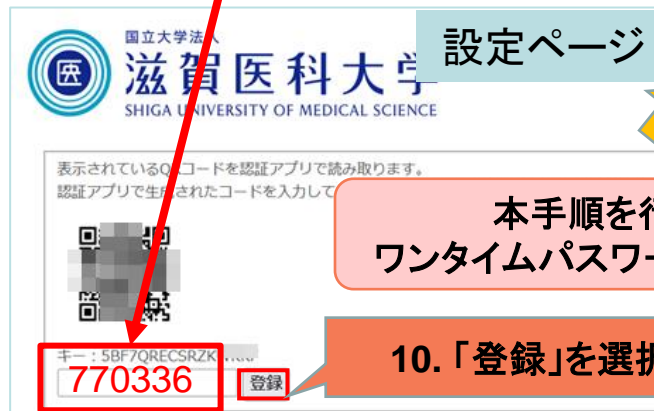 国立大学法人
滋賀医科大学
SHIGA UNIVERSITY OF MEDICAL SCIENCE
設定ページ
表示されているQRコードを認証アプリで読み取ります。
認証アプリで生成されたコードを入力して
本手順を行
ワンタイムパスワー
キー：5BF7QRECSRZK
770336
登録
10.「登録」を選択